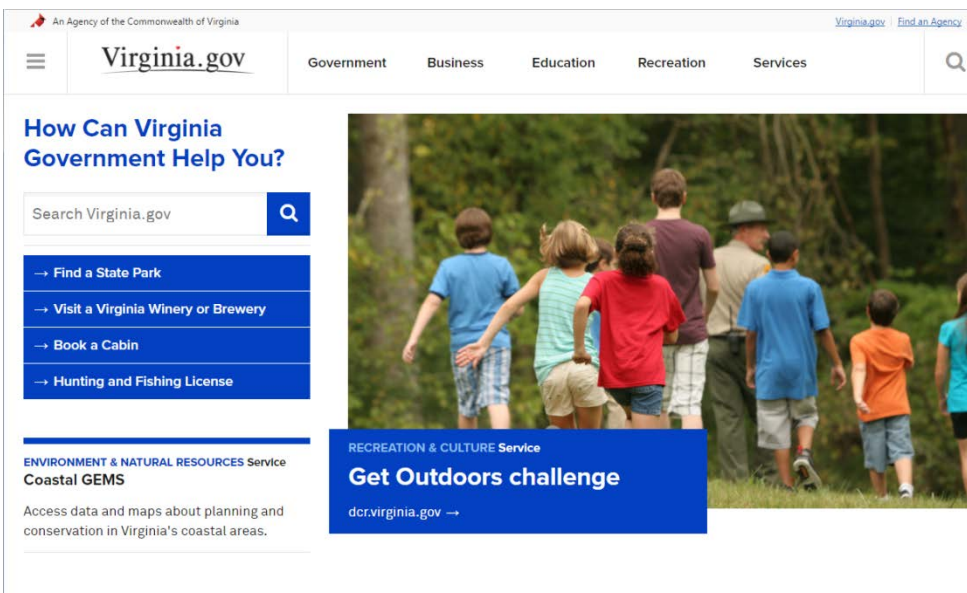 An Agency of the Commonwealth of Virginia
Virginia.gov
Find an Agency
Virginia.gov
Government
Business
Education
Recreation
Services
How Can Virginia
Government Help You?
Search Virginia.gov
→ Find a State Park
→ Visit a Virginia Winery or Brewery
→ Book a Cabin
→ Hunting and Fishing License
ENVIRONMENT & NATURAL RESOURCES Service
Coastal GEMS
Access data and maps about planning and
conservation in Virginia's coastal areas.
RECREATION & CULTURE Service
Get Outdoors challenge
dcr.virginia.gov →